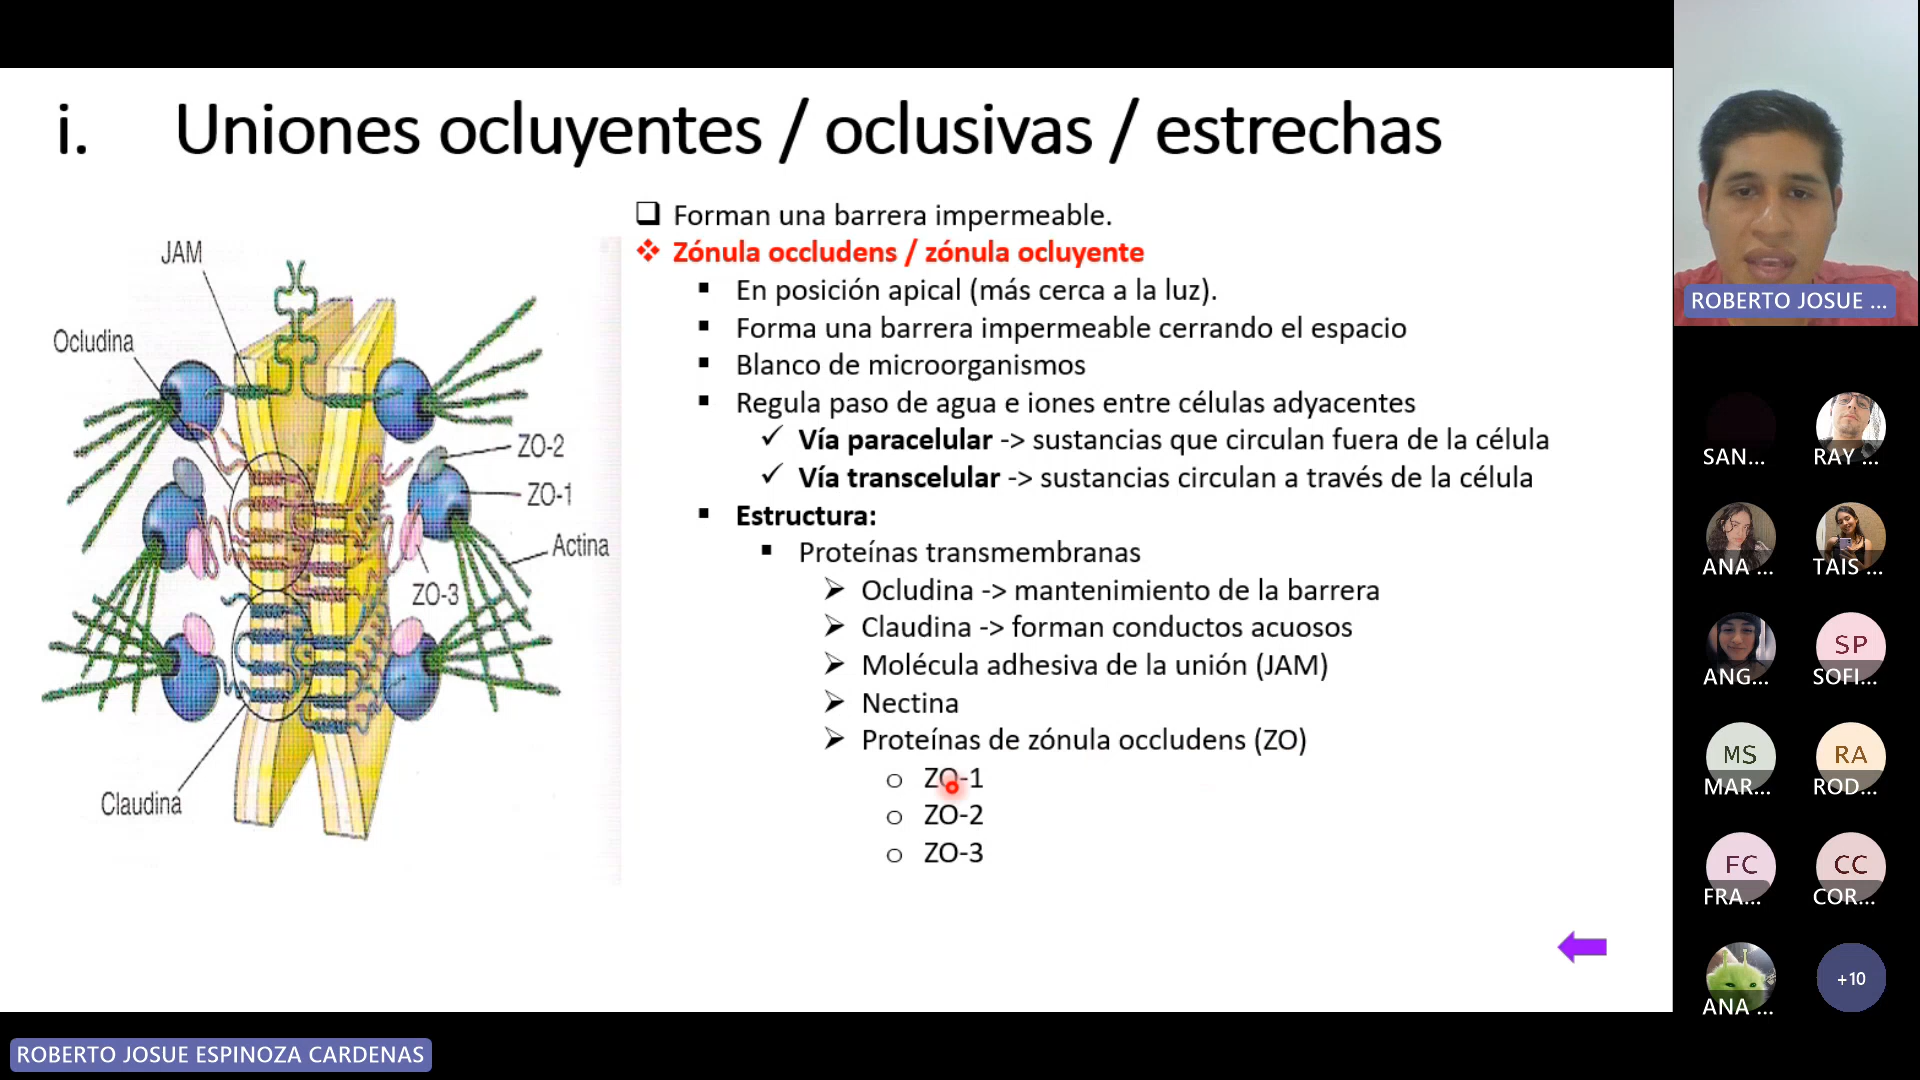 i. Uniones ocluyentes / oclusivas / estrechas
Forman una barrera impermeable.
Zónula occludens / zónula ocluyente
En posición apical (más cerca a la luz).
Forma una barrera impermeable cerrando el espacio
Blanco de microorganismos
Regula paso de agua e iones entre células adyacentes
Vía paracelular -> sustancias que circulan fuera de la célula
Vía transcelular -> sustancias circulan a través de la célula
Estructura:
Proteínas transmembranas
Ocludina -> mantenimiento de la barrera
Claudina -> forman conductos acuosos
Molécula adhesiva de la unión (JAM)
Nectina
Proteínas de zónula occludens (ZO)
ZO-1
ZO-2
ZO-3
JAM
Ocludina
ZO-2
ZO-1
Actina
ZO-3
Claudina
ROBERTO JOSUE ...
SAN...
RAY ...
ANA ...
TAIS ...
ANG...
SP
SOFI...
MS
MAR...
RA
ROD...
FC
FRA...
CC
COR...
ANA ...
+10
ROBERTO JOSUE ESPINOZA CARDENAS